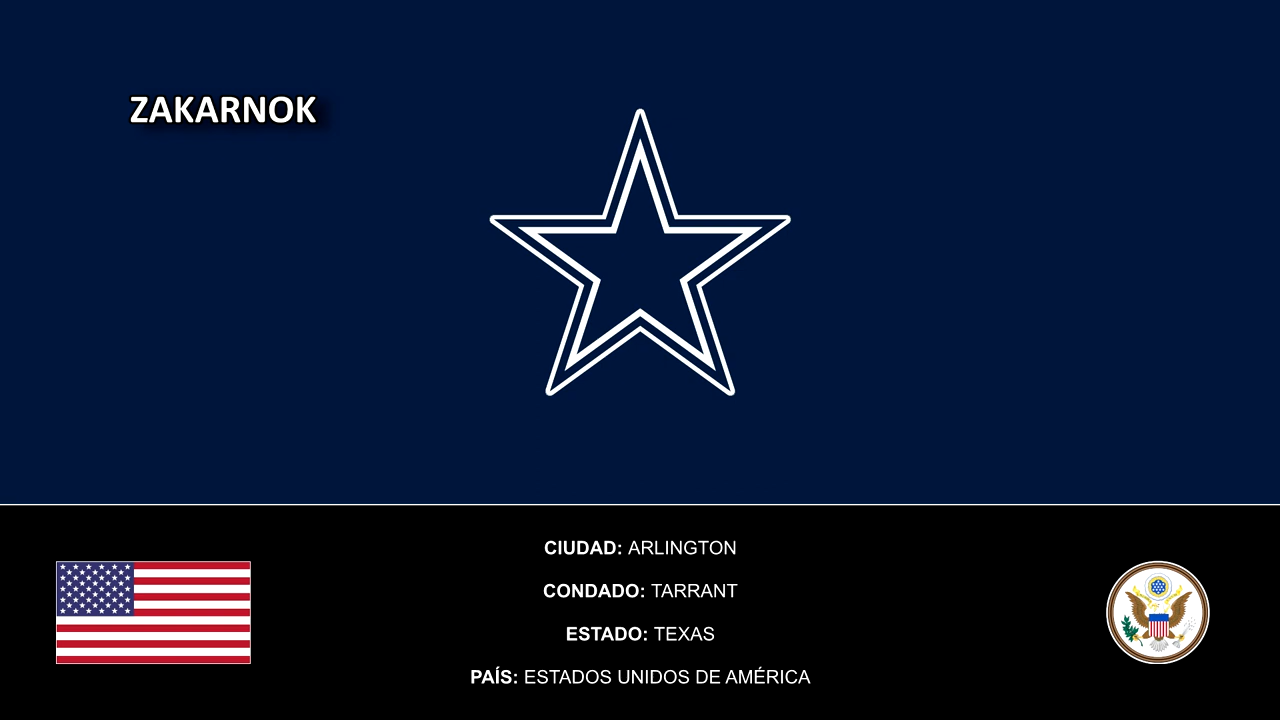 ZAKARNOK
CIUDAD: ARLINGTON
CONDADO: TARRANT
ESTADO: TEXAS
PAÍS: ESTADOS UNIDOS DE AMÉRICA